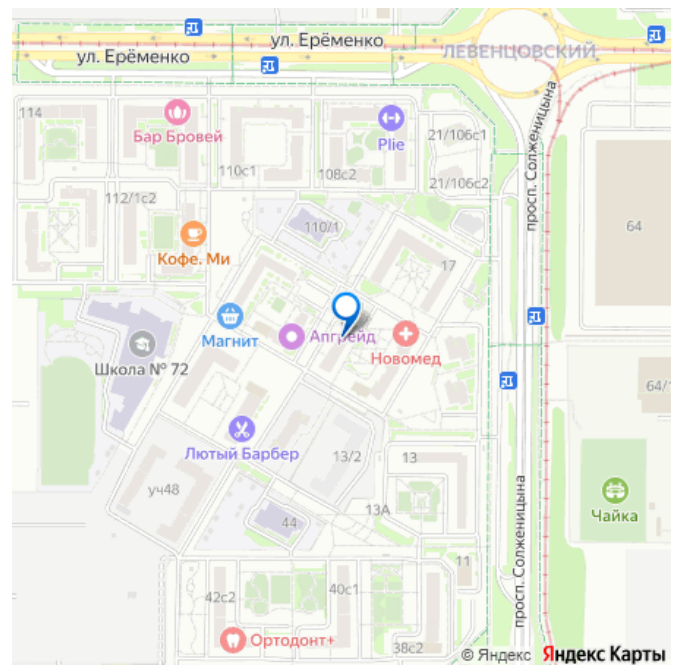 ул. Ерёменко
ул. Ерёменко
ЛЕВЕНЦОВСКИЙ
114
Бар Бровей
Plie
21/106с1
110с1
108с2
21/106с2
112/1с2
просп. Солженицына
110/1
64
Кофе. Ми
17
Магнит
Апгрейд
Новомед
Школа № 72
64/1
Лютый Барбер
13/2
13
уч48
Чайка
13А
44
просп. Солженицына
11
42с2
40с1
Ортодонт+
38с2
© Яндекс Яндекс Карты